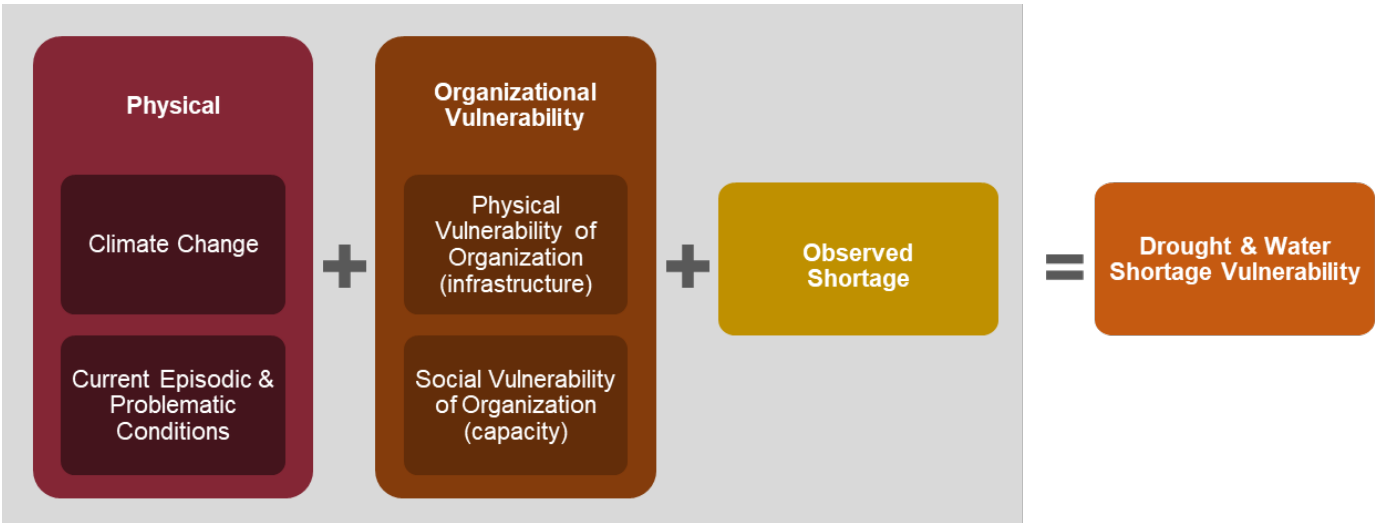 Physical
Climate Change
Current Episodic &
Problematic
Conditions
+
Organizational
Vulnerability
Physical
Vulnerability of
Organization
(infrastructure)
Social Vulnerability
of Organization
(capacity)
+
Observed
Shortage
=
Drought & Water
Shortage Vulnerability